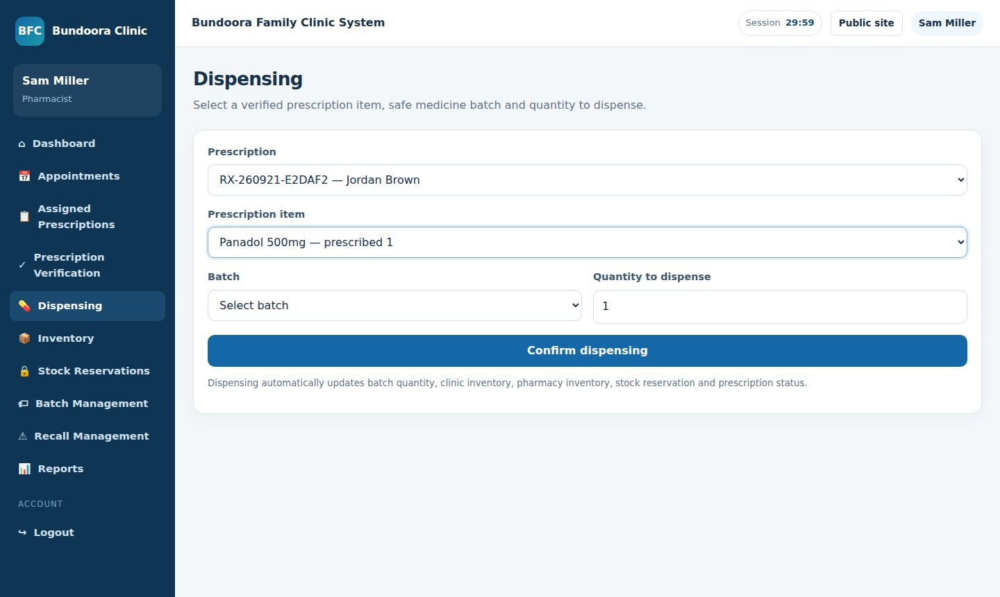 BFC
Bundoora Clinic
Sam Miller
Pharmacist
Dashboard
Appointments
Assigned
Prescriptions
Prescription
Verification
Dispensing
Inventory
Stock Reservations
Batch Management
Recall Management
Reports
ACCOUNT
Logout
Bundoora Family Clinic System
Session 29:59
Public site
Sam Miller
Dispensing
Select a verified prescription item, safe medicine batch and quantity to dispense.
Prescription
RX-260921-E2DAF2 — Jordan Brown
Prescription item
Panadol 500mg — prescribed 1
Batch
Select batch
Quantity to dispense
1
Confirm dispensing
Dispensing automatically updates batch quantity, clinic inventory, pharmacy inventory, stock reservation and prescription status.